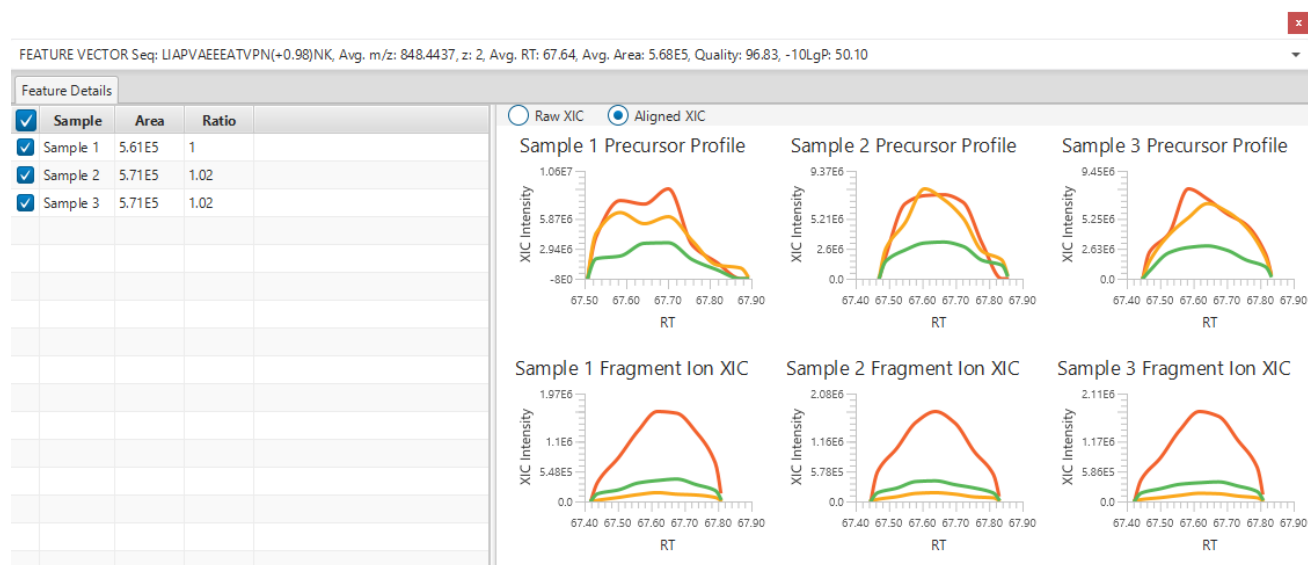 x
FEATURE VECTOR Seq: LIAPVAEEEATVPN(+0.98)NK, Avg. m/z: 848.4437, z: 2, Avg. RT: 67.64, Avg. Area: 5.68E5, Quality: 96.83, -10LgP: 50.10
Feature Details
Sample Area Ratio
Sample 1 5.61E5 1
Sample 2 5.71E5 1.02
Sample 3 5.71E5 1.02
Raw XIC Aligned XIC
Sample 1 Precursor Profile
XIC Intensity
1.06E7
5.87E6
2.94E6
-8E0
67.50 67.60 67.70 67.80 67.90
RT
Sample 2 Precursor Profile
XIC Intensity
9.37E6
5.21E6
2.6E6
0.0
67.40 67.50 67.60 67.70 67.80 67.90
RT
Sample 3 Precursor Profile
XIC Intensity
9.45E6
5.25E6
2.63E6
0.0
67.40 67.50 67.60 67.70 67.80 67.90
RT
Sample 1 Fragment Ion XIC
XIC Intensity
1.97E6
1.1E6
5.48E5
0.0
67.40 67.50 67.60 67.70 67.80 67.90
RT
Sample 2 Fragment Ion XIC
XIC Intensity
2.08E6
1.16E6
5.78E5
0.0
67.40 67.50 67.60 67.70 67.80 67.90
RT
Sample 3 Fragment Ion XIC
XIC Intensity
2.11E6
1.17E6
5.86E5
0.0
67.40 67.50 67.60 67.70 67.80 67.90
RT